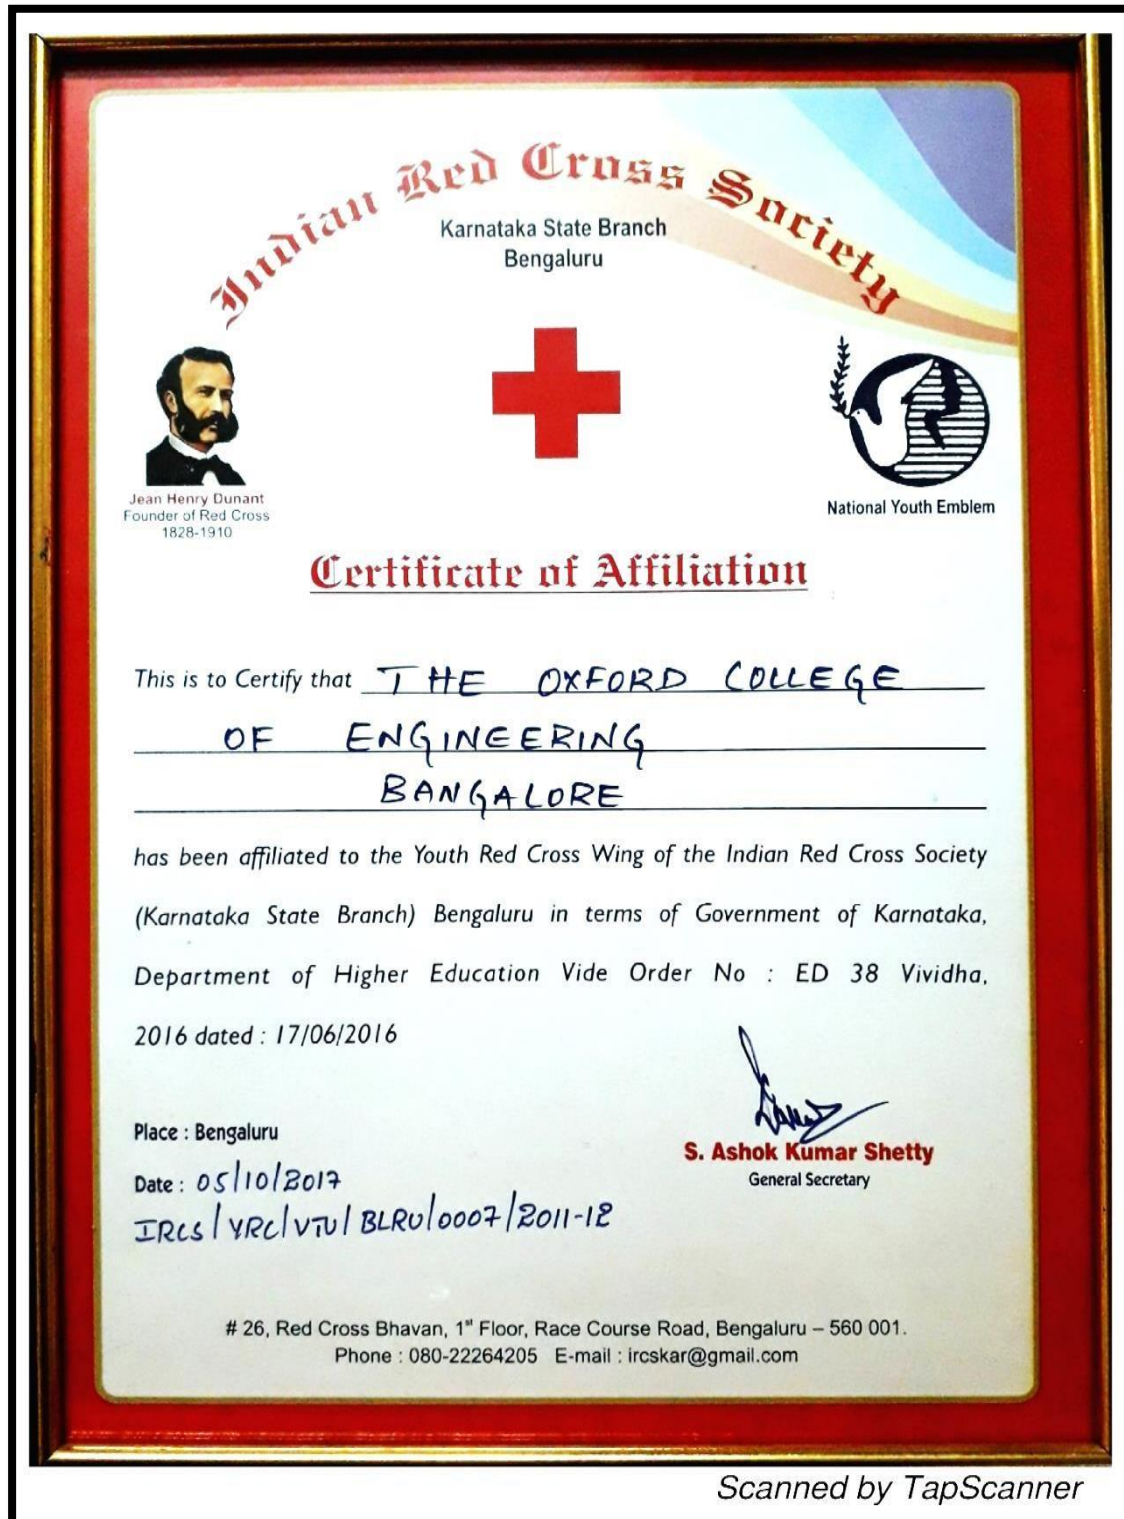 Indian Red Cross Society
Karnataka State Branch
Bengaluru
Jean Henry Dunant
Founder of Red Cross
1828-1910
National Youth Emblem
Certificate of Affiliation
This is to Certify that THE OXFORD COLLEGE
OF ENGINEERING
BANGALORE
has been affiliated to the Youth Red Cross Wing of the Indian Red Cross Society
(Karnataka State Branch) Bengaluru in terms of Government of Karnataka,
Department of Higher Education Vide Order No : ED 38 Vividha,
2016 dated : 17/06/2016
Place : Bengaluru
S. Ashok Kumar Shetty
General Secretary
Date : 05/10/2017
IRCS/YRC/VTU/BLRU/0007/2011-12
# 26, Red Cross Bhavan, 1st Floor, Race Course Road, Bengaluru – 560 001.
Phone : 080-22264205 E-mail : ircskar@gmail.com
Scanned by TapScanner